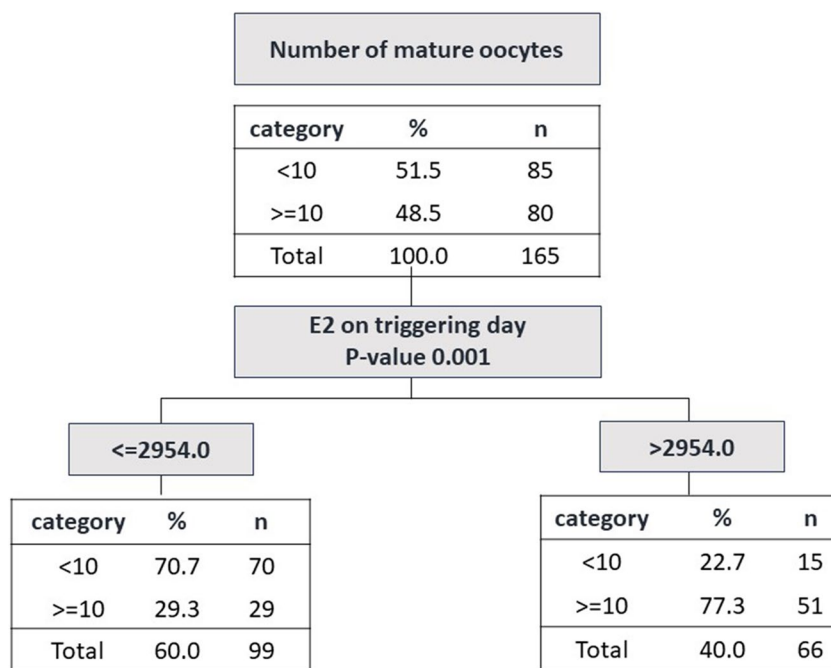 Number of mature oocytes
category % n
<10 51.5 85
>=10 48.5 80
Total 100.0 165
E2 on triggering day
P-value 0.001
<=2954.0
>2954.0
category % n
<10 70.7 70
>=10 29.3 29
Total 60.0 99
category % n
<10 22.7 15
>=10 77.3 51
Total 40.0 66